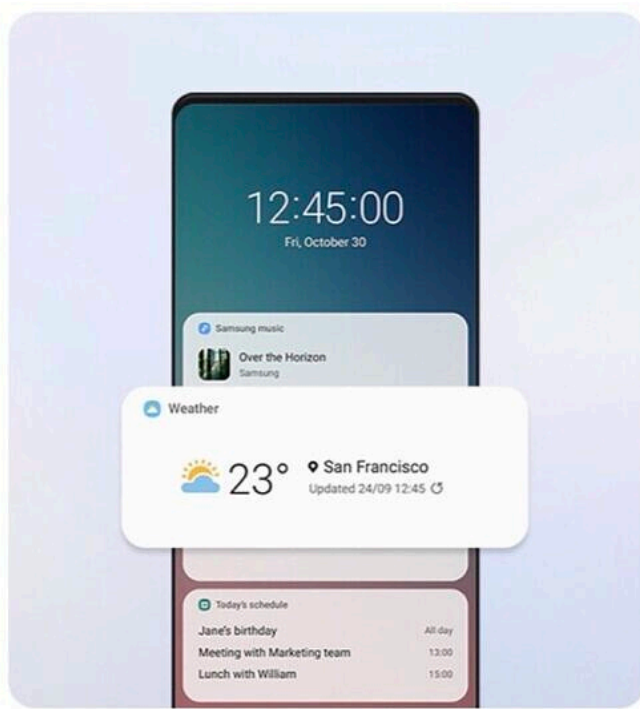 12:45:00
Fri, October 30
Samsung music
Over the Horizon
Samsung
Weather
23° San Francisco
Updated 24/09 12:45
Today's schedule
Jane's birthday All day
Meeting with Marketing team 13:00
Lunch with William 15:00